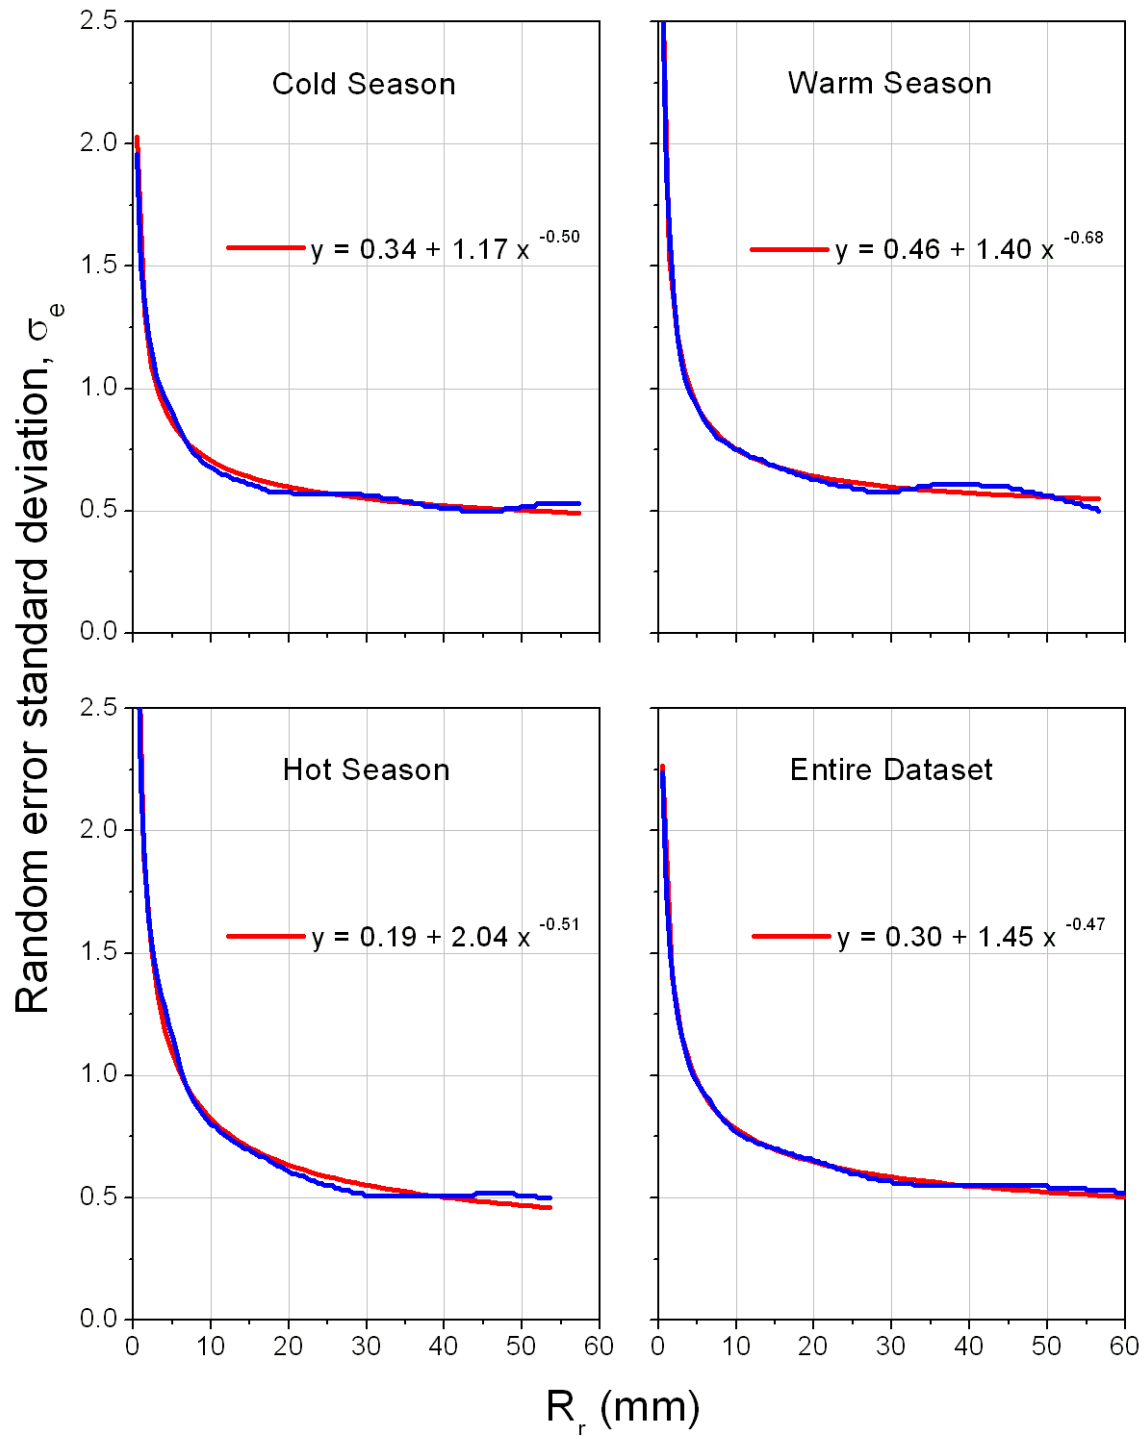 Random error standard deviation, σ_e
2.5
2.0
1.5
1.0
0.5
0.0
Cold Season
y = 0.34 + 1.17 x ^-0.50
Warm Season
y = 0.46 + 1.40 x ^-0.68
2.5
2.0
1.5
1.0
0.5
0.0
Hot Season
y = 0.19 + 2.04 x ^-0.51
0 10 20 30 40 50 60
Entire Dataset
y = 0.30 + 1.45 x ^-0.47
0 10 20 30 40 50 60
R_r (mm)